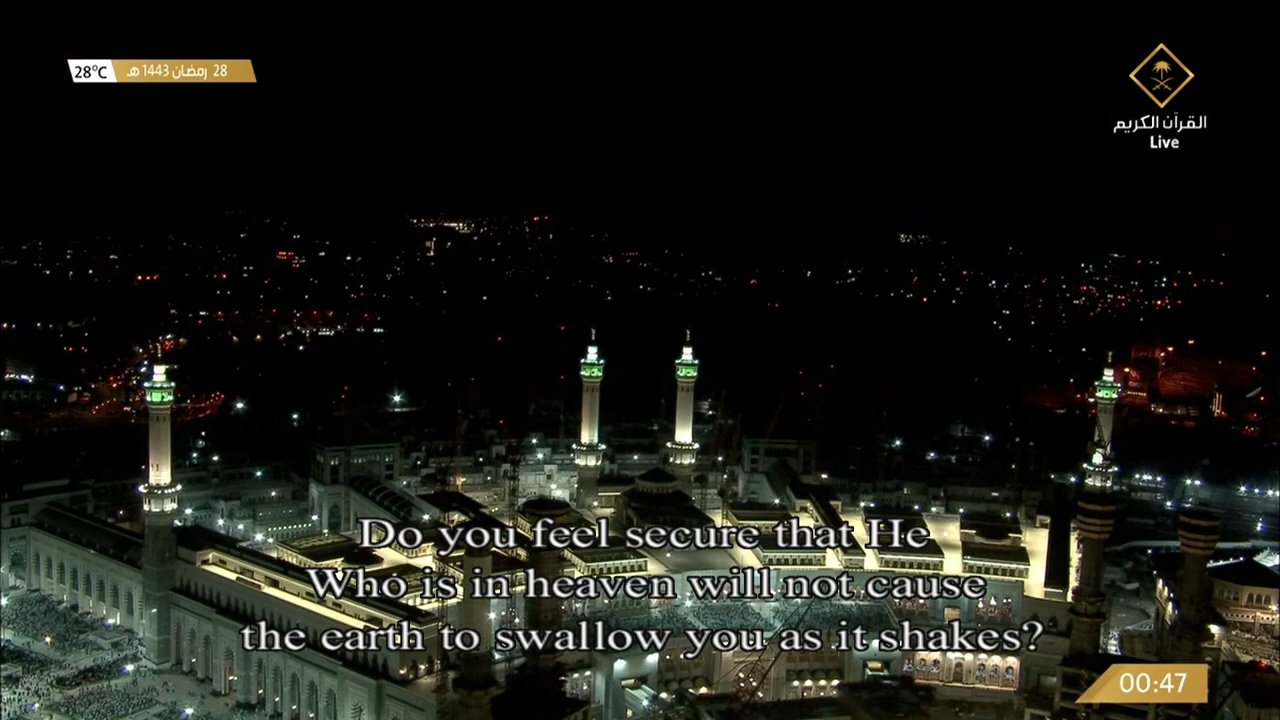 28°C 28 رمضان 1443 هـ
القرآن الكريم
Live
Do you feel secure that He
Who is in heaven will not cause
the earth to swallow you as it shakes?
00:47